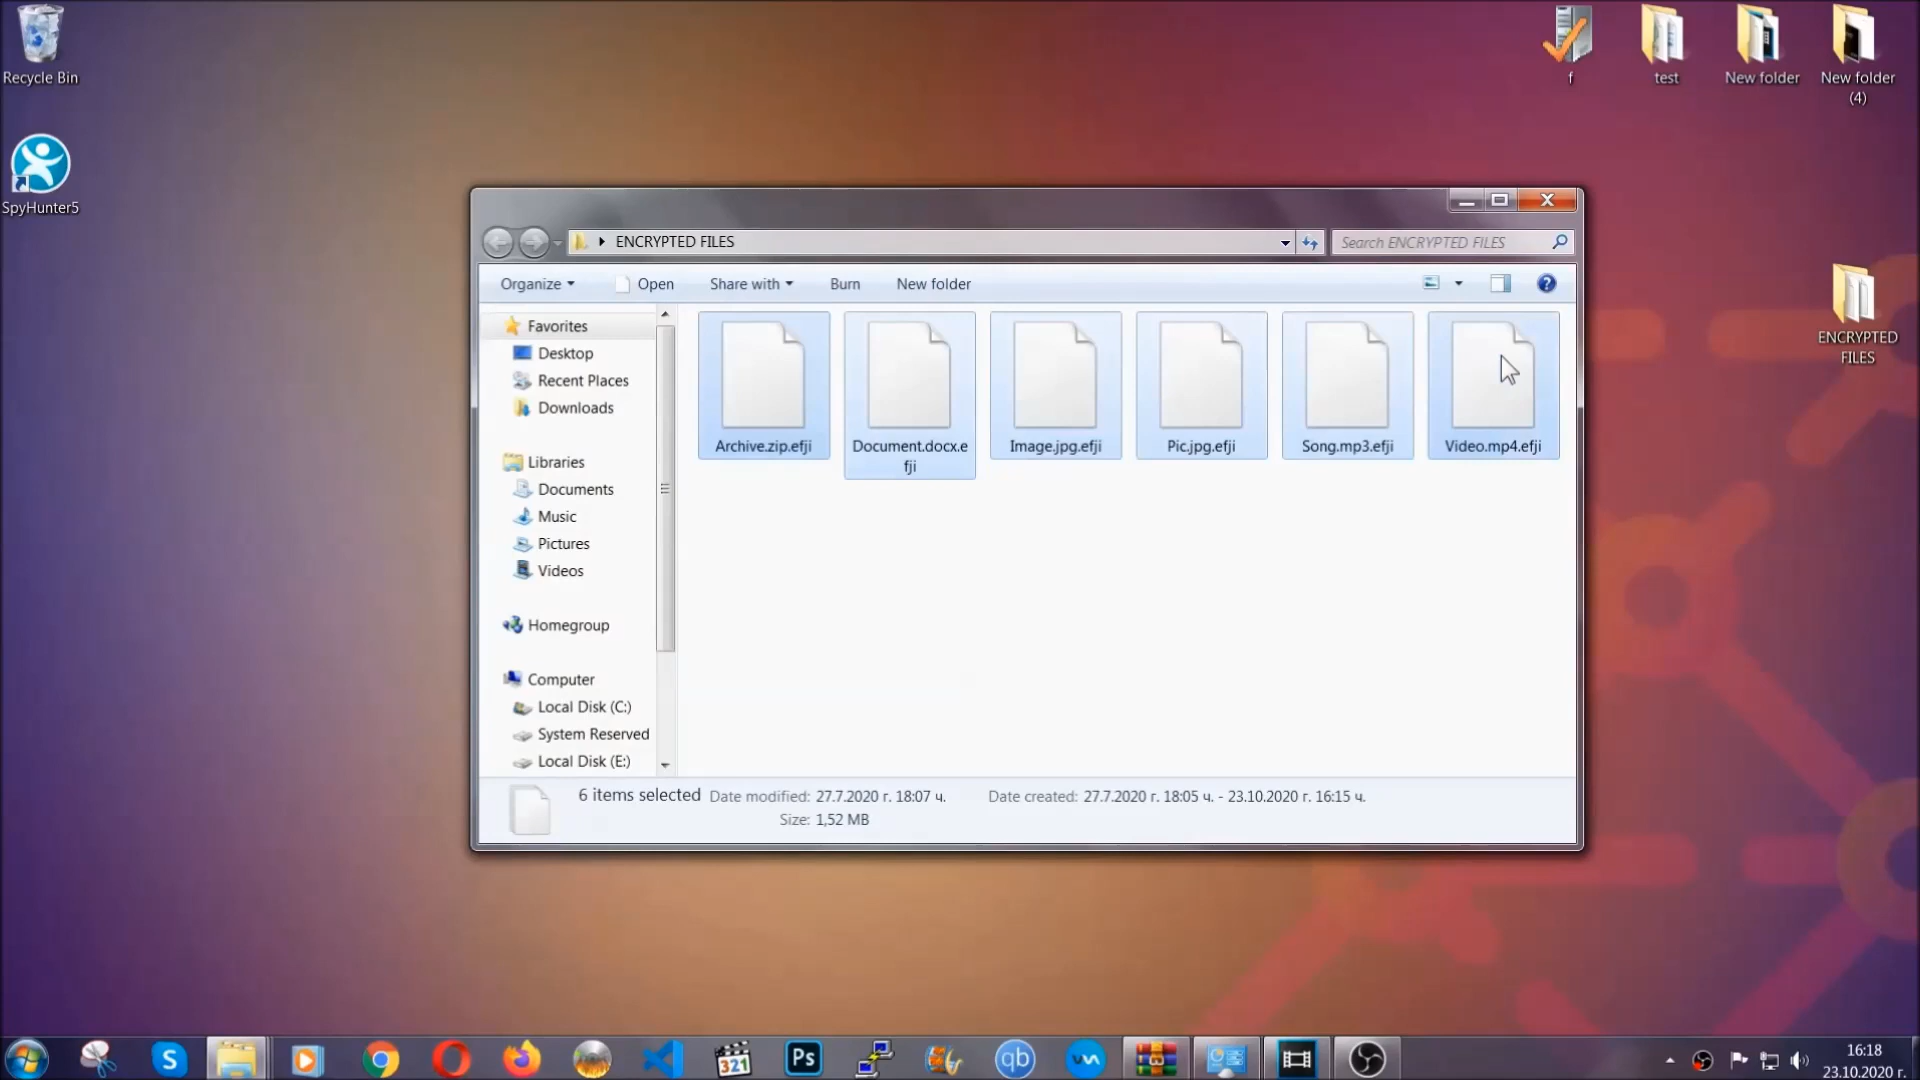 Recycle Bin
SpyHunter5
f
test
New folder
New folder
(4)
ENCRYPTED
FILES
ENCRYPTED FILES
Search ENCRYPTED FILES
Organize
Open
Share with
Burn
New folder
Favorites
Desktop
Recent Places
Downloads
Libraries
Documents
Music
Pictures
Videos
Homegroup
Computer
Local Disk (C:)
System Reserved
Local Disk (E:)
Archive.zip.efji
Document.docx.e
fji
Image.jpg.efji
Pic.jpg.efji
Song.mp3.efji
Video.mp4.efji
6 items selected
Date modified: 27.7.2020 г. 18:07 ч.
Date created: 27.7.2020 г. 18:05 ч. - 23.10.2020 г. 16:15 ч.
Size: 1,52 MB
S
321
Ps
qb
16:18
23.10.2020 г.